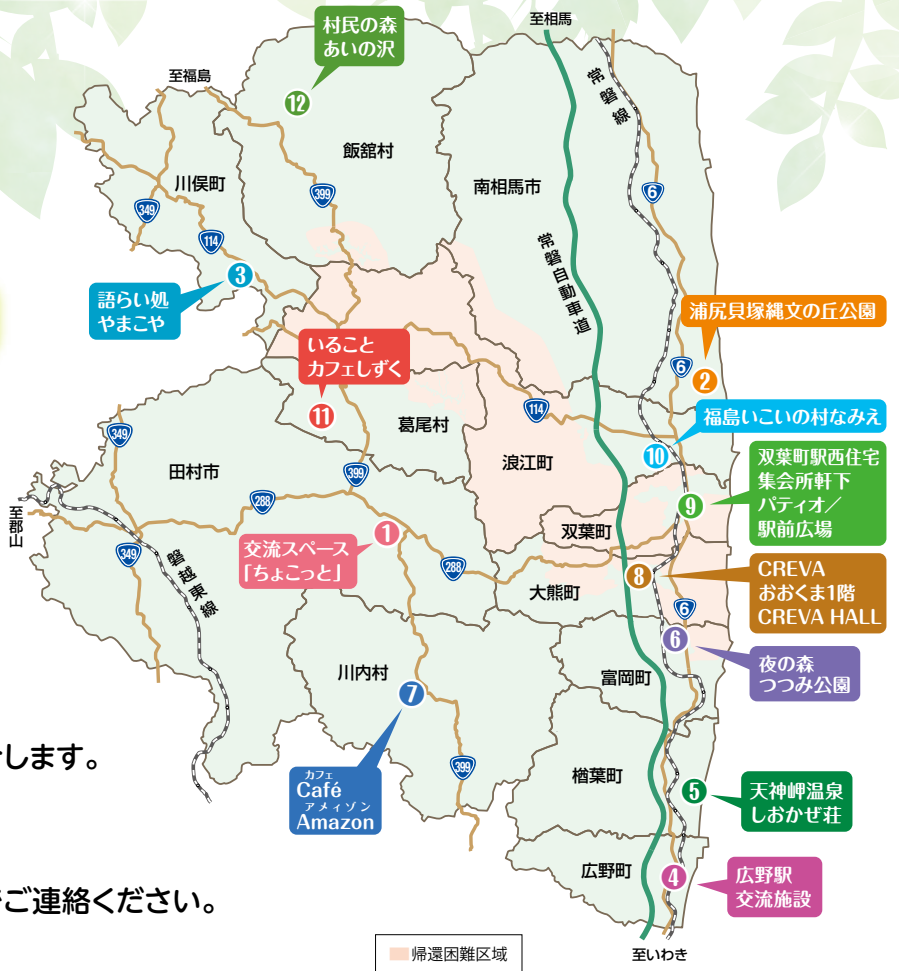 至相馬
村民の森
あいの沢
至福島
12
常磐線
飯舘村
川俣町
399
南相馬市
6
349
114
常磐自動車道
3
語らい処
やまこや
浦尻貝塚縄文の丘公園
いること
カフェしずく
6
2
11
葛尾村
114
福島いこいの村なみえ
349
浪江町
10
田村市
399
双葉町駅西住宅
集会所軒下
パティオ／
駅前広場
288
9
至郡山
1
双葉町
交流スペース
「ちょこっと」
349
磐越東線
288
大熊町
8
CREVA
おおくま1階
CREVA HALL
6
6
夜の森
つつみ公園
川内村
富岡町
7
カフェ
Café
アメィゾン
Amazon
399
します。
楢葉町
5
天神岬温泉
しおかぜ荘
広野町
4
広野駅
交流施設
ご連絡ください。
帰還困難区域
至いわき